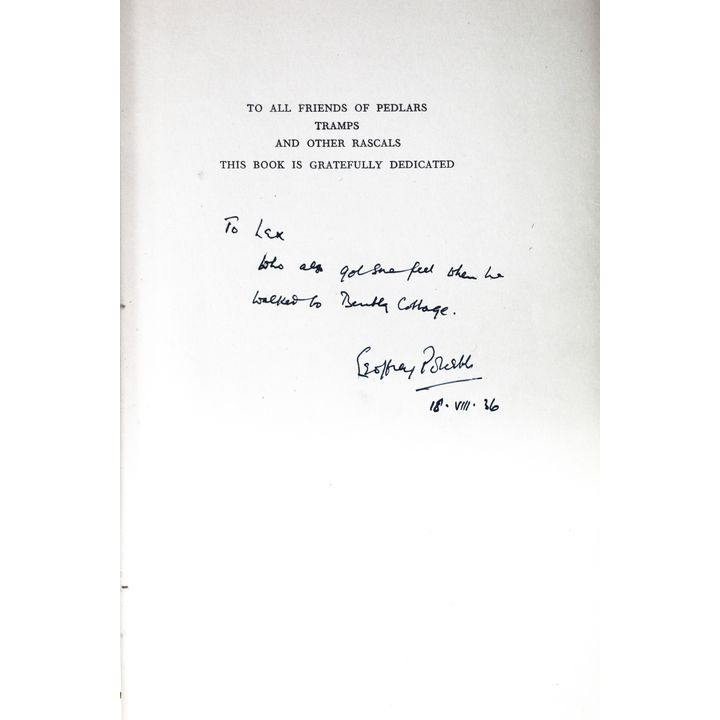 TO ALL FRIENDS OF PEDLARS
TRAMPS
AND OTHER RASCALS
THIS BOOK IS GRATEFULLY DEDICATED
To Lex
Who also got sore feet when he
walked to Cottage.
Geoffrey
18. VIII. 36